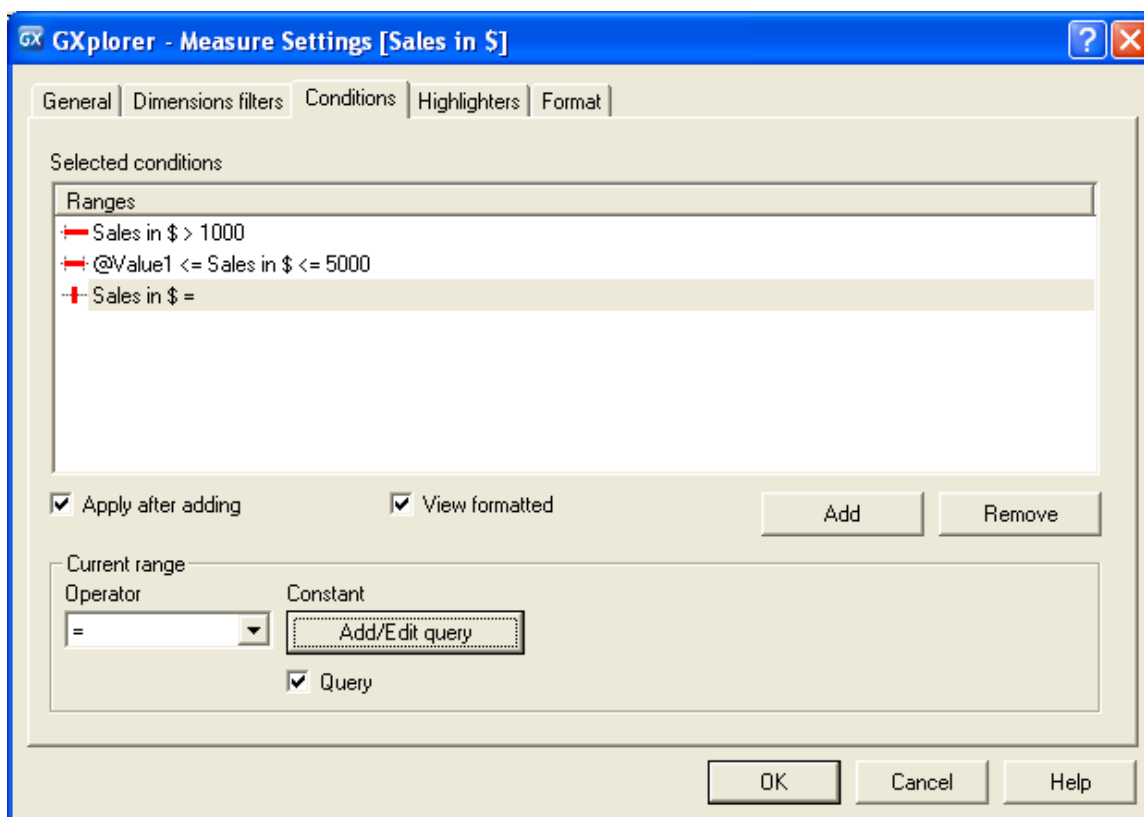 GX GXplorer - Measure Settings [Sales in $]
General Dimensions filters Conditions Highlighters Format
Selected conditions
Ranges
Sales in $ > 1000
@Value1 <= Sales in $ <= 5000
Sales in $ =
Apply after adding View formatted Add Remove
Current range
Operator Constant
= Add/Edit query
Query
OK Cancel Help